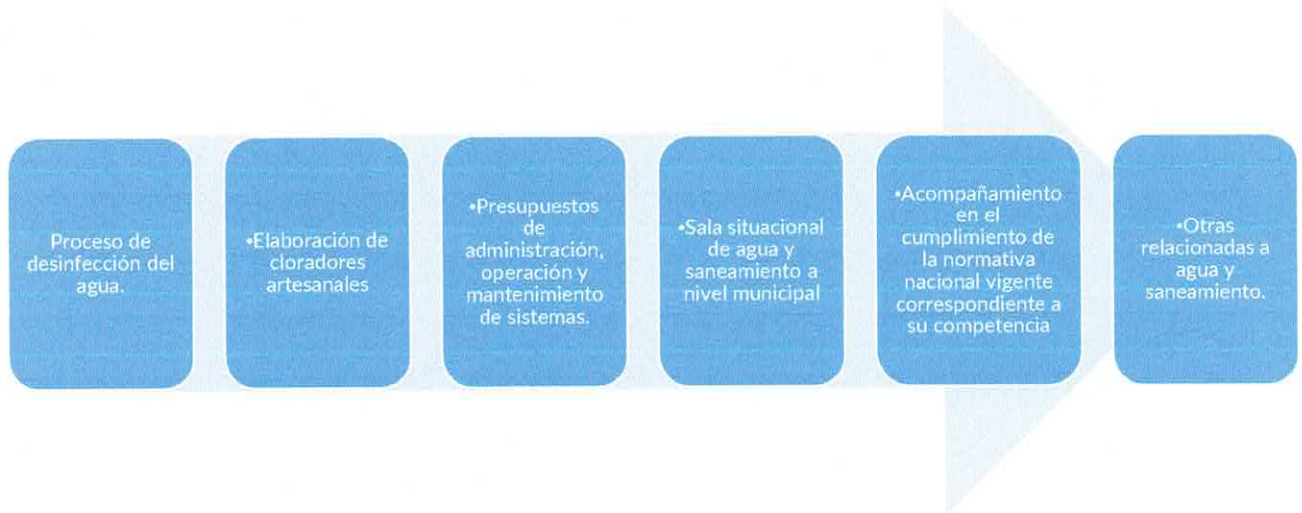 Proceso de
desinfección del
agua.
•Elaboración de
cloradores
artesanales
•Presupuestos
de
administración,
operación y
mantenimiento
de sistemas.
•Sala situacional
de agua y
saneamiento a
nivel municipal
•Acompañamiento
en el
cumplimiento de
la normativa
nacional vigente
correspondiente a
su competencia
•Otras
relacionadas a
agua y
saneamiento.